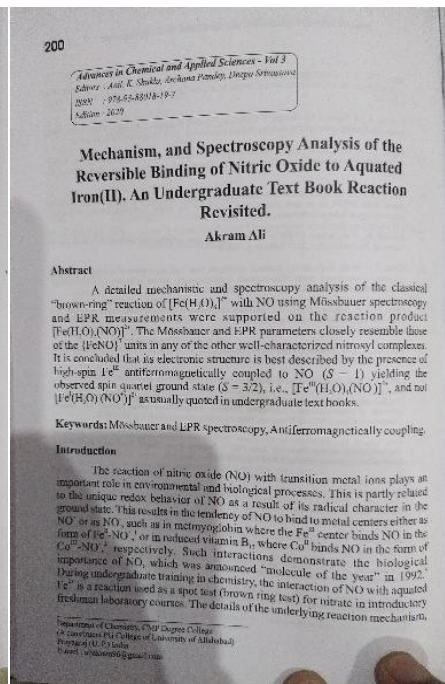 200
Advances in Chemical and Applied Sciences - Vol 3
Editors : Anil. K. Shukla, Archana Pandey, Deepa Srivastava
ISBN : 978-93-88018-19-7
Edition : 2020
Mechanism, and Spectroscopy Analysis of the
Reversible Binding of Nitric Oxide to Aquated
Iron(II). An Undergraduate Text Book Reaction
Revisited.
Akram Ali
Abstract
A detailed mechanistic and spectroscopy analysis of the classical
"brown-ring" reaction of [Fe(H₂O)₆]²⁺ with NO using Mössbauer spectroscopy
and EPR measurements were supported on the reaction product
[Fe(H₂O)₅(NO)]²⁺. The Mössbauer and EPR parameters closely resemble those
of the {FeNO}⁷ units in any of the other well-characterized nitrosyl complexes.
It is concluded that its electronic structure is best described by the presence of
high-spin Feᴵᴵᴵ antiferromagnetically coupled to NO (S = 1) yielding the
observed spin quartet ground state (S = 3/2), i.e., [Feᴵᴵᴵ(H₂O)₅(NO⁻)]²⁺, and not
[Feᴵ(H₂O)₅(NO⁺)]²⁺ as usually quoted in undergraduate text books.
Keywords: Mössbauer and EPR spectroscopy, Antiferromagnetically coupling.
Introduction
The reaction of nitric oxide (NO) with transition metal ions plays an
important role in environmental and biological processes. This is partly related
to the unique redox behavior of NO as a result of its radical character in the
ground state. This results in the tendency of NO to bind to metal centers either as
NO⁺ or as NO⁻, such as in metmyoglobin where the Feᴵᴵᴵ center binds NO in the
form of Feᴵᴵ-NO⁺,¹ or in reduced vitamin B₁₂ where Coᴵᴵ binds NO in the form of
Coᴵᴵᴵ-NO⁻,² respectively. Such interactions demonstrate the biological
importance of NO, which was announced "molecule of the year" in 1992.³
During undergraduate training in chemistry, the interaction of NO with aquated
Fe²⁺ is a reaction used as a spot test (brown ring test) for nitrate in introductory
freshman laboratory courses. The details of the underlying reaction mechanism,
Department of Chemistry, CMP Degree College
(A constituent PG College of University of Allahabad)
Prayagraj (U. P.) India